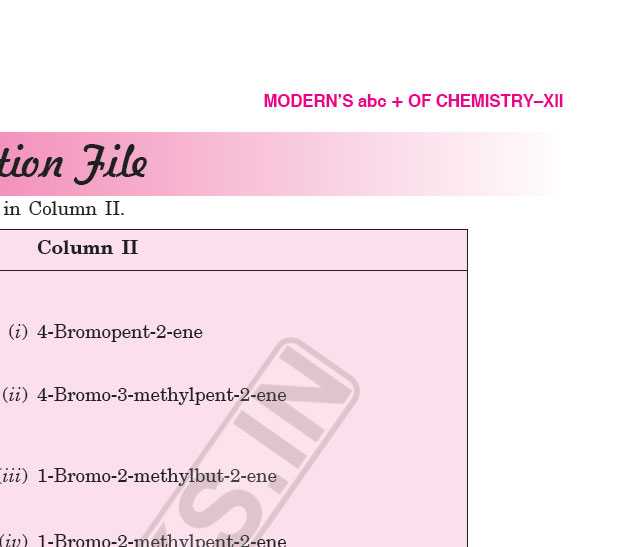 MODERN'S abc + OF CHEMISTRY–XII
tion File
in Column II.
Column II
(i) 4-Bromopent-2-ene
(ii) 4-Bromo-3-methylpent-2-ene
(iii) 1-Bromo-2-methylbut-2-ene
(iv) 1-Bromo-2-methylpent-2-ene
S.IN